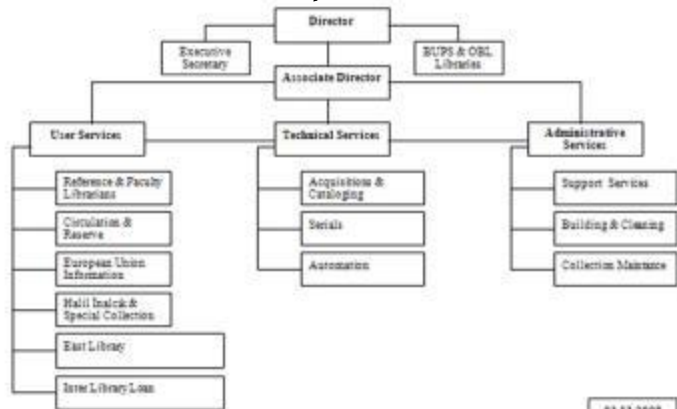 Director
Executive
Secretary
BUPS & OBL
Libraries
Associate Director
User Services
Technical Services
Administrative
Services
Reference & Faculty
Librarians
Acquisitions &
Cataloging
Support Services
Circulation &
Reserve
Serials
Building & Cleaning
European Union
Information
Automation
Collection Maintance
Halil Inalcik &
Special Collection
East Library
Inter Library Loan